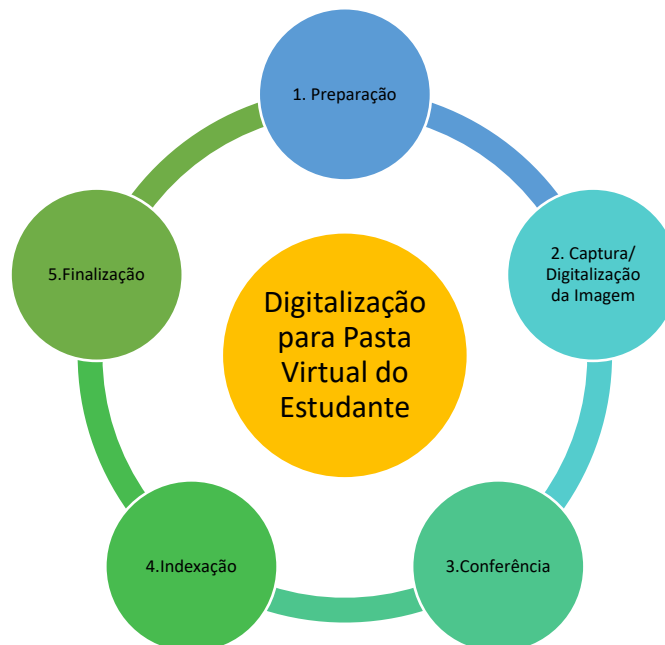 1. Preparação
2. Captura/
Digitalização
da Imagem
5.Finalização
Digitalização
para Pasta
Virtual do
Estudante
4.Indexação
3.Conferência